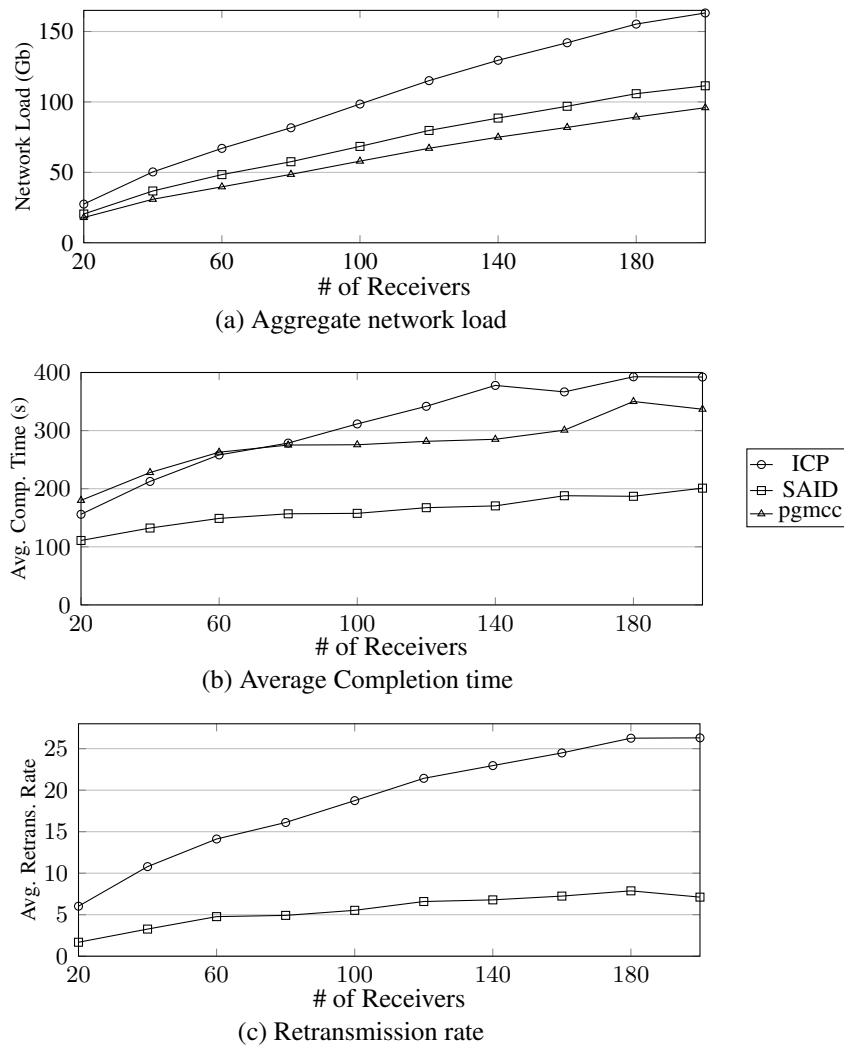 150
100
50
0
Network Load (Gb)
20 60 100 140 180
# of Receivers
(a) Aggregate network load
400
300
200
100
0
Avg. Comp. Time (s)
20 60 100 140 180
# of Receivers
(b) Average Completion time
ICP
SAID
pgmcc
25
20
15
10
5
0
Avg. Retrans. Rate
20 60 100 140 180
# of Receivers
(c) Retransmission rate